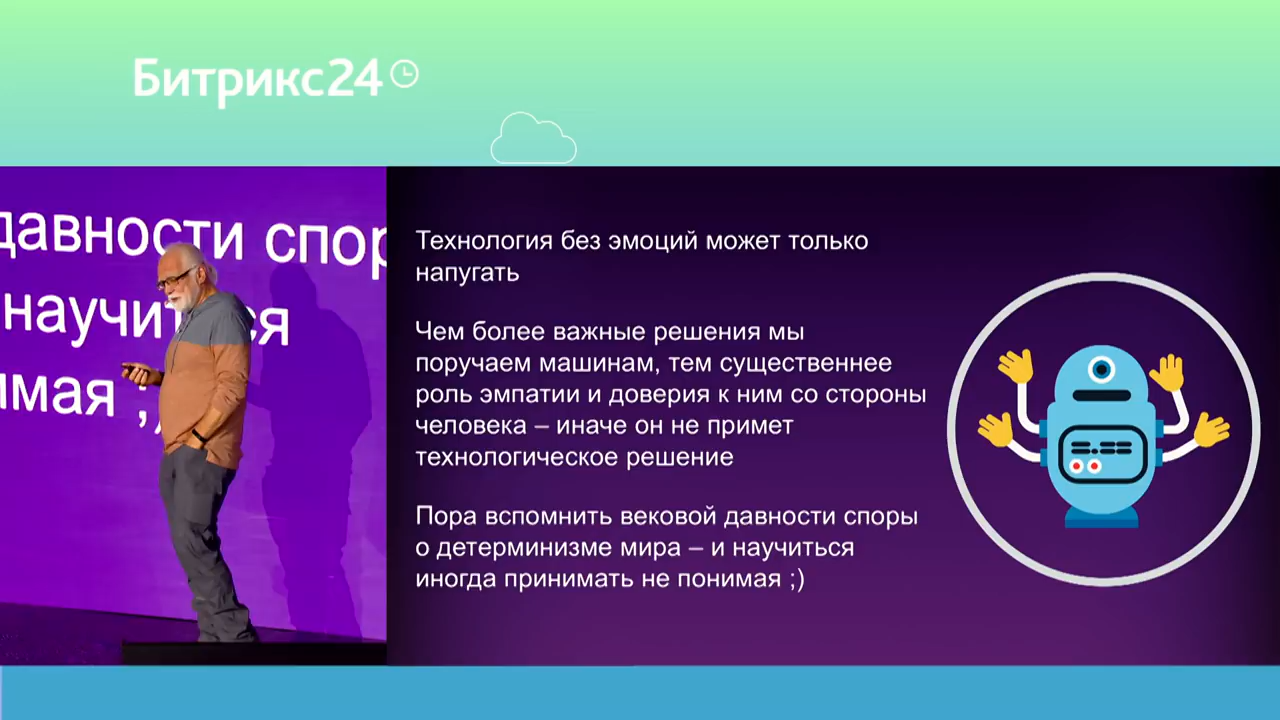 Битрикс24
давности спор
научиться
имая ;)
Технология без эмоций может только
напугать
Чем более важные решения мы
поручаем машинам, тем существеннее
роль эмпатии и доверия к ним со стороны
человека – иначе он не примет
технологическое решение
Пора вспомнить вековой давности споры
о детерминизме мира – и научиться
иногда принимать не понимая ;)